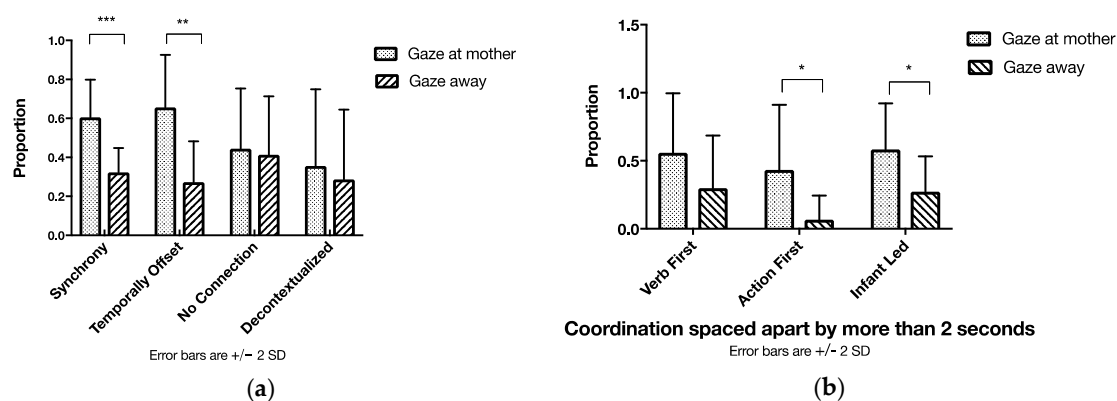 ***
**
1.0
0.8
0.6
0.4
0.2
0.0
Proportion
Gaze at mother
Gaze away
Synchrony
Temporally Offset
No Connection
Decontextualized
Error bars are +/− 2 SD
(a)
1.5
1.0
0.5
0.0
Proportion
*
*
Gaze at mother
Gaze away
Verb First
Action First
Infant Led
Coordination spaced apart by more than 2 seconds
Error bars are +/− 2 SD
(b)